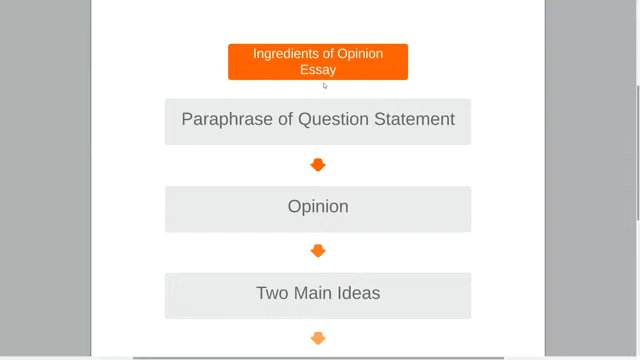 Ingredients of Opinion
Essay
Paraphrase of Question Statement
Opinion
Two Main Ideas